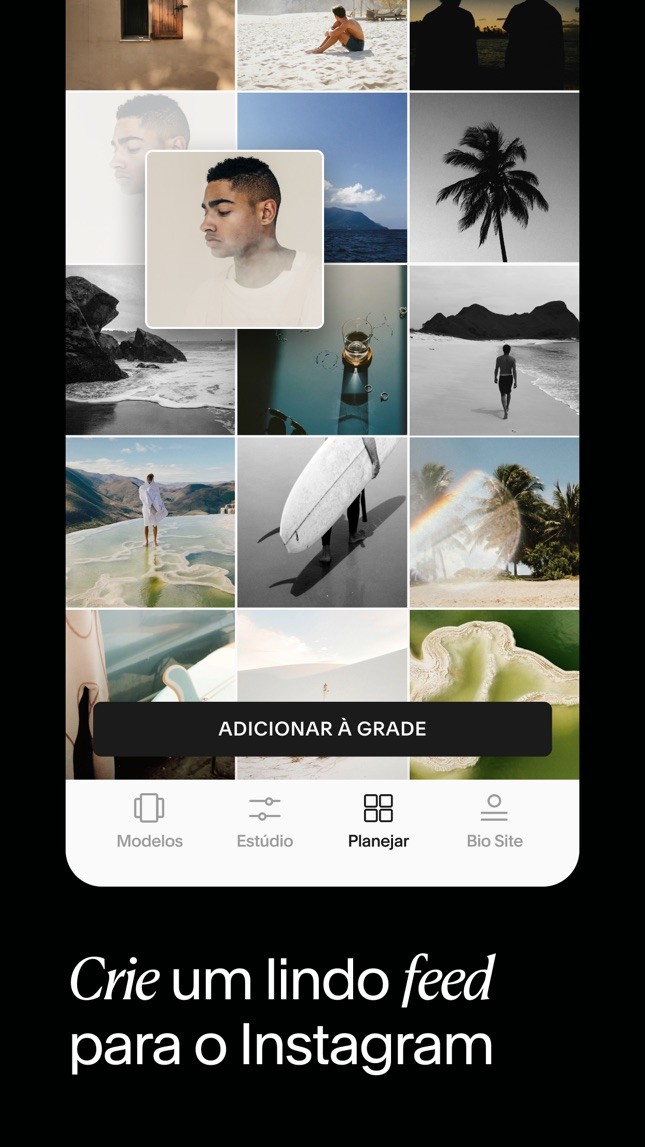 ADICIONAR À GRADE
Modelos
Estúdio
Planejar
Bio Site
Crie um lindo feed
para o Instagram